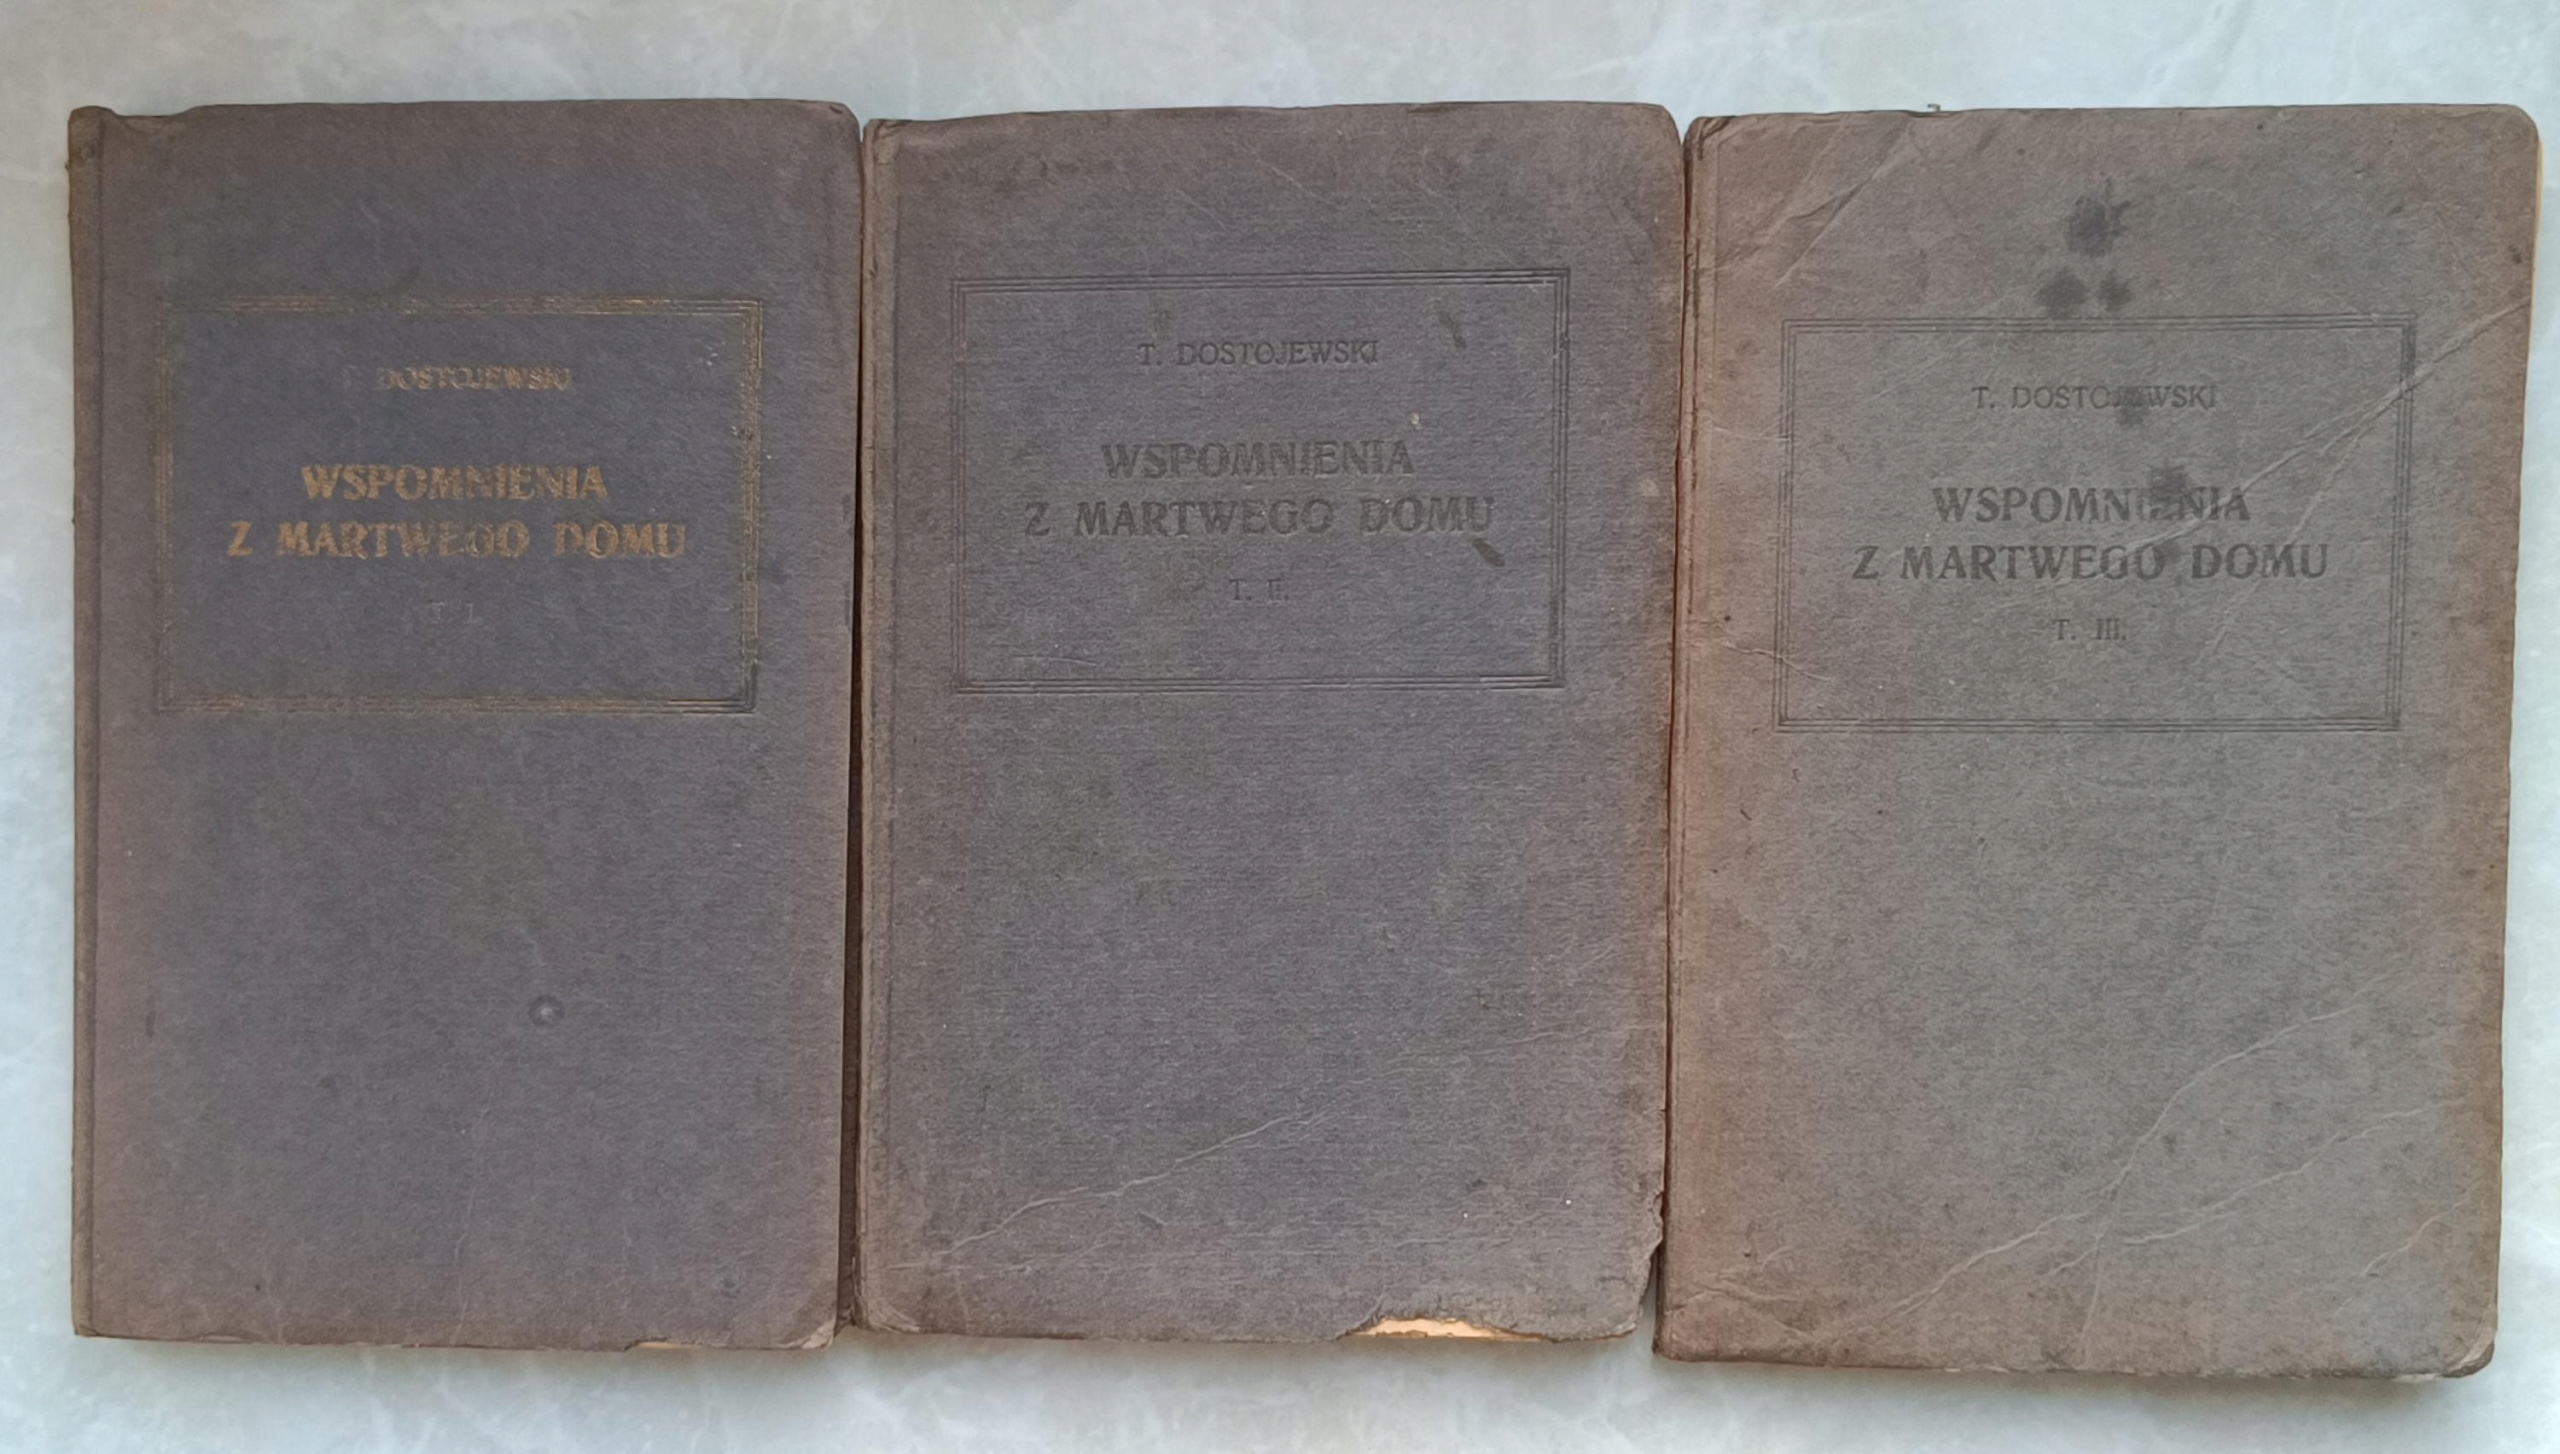 DOSTOJEWSKI
WSPOMNIENIA
Z MARTWEGO DOMU
T. I.
T. DOSTOJEWSKI
WSPOMNIENIA
Z MARTWEGO DOMU
T. II.
T. DOSTOJEWSKI
WSPOMNIENIA
Z MARTWEGO DOMU
T. III.